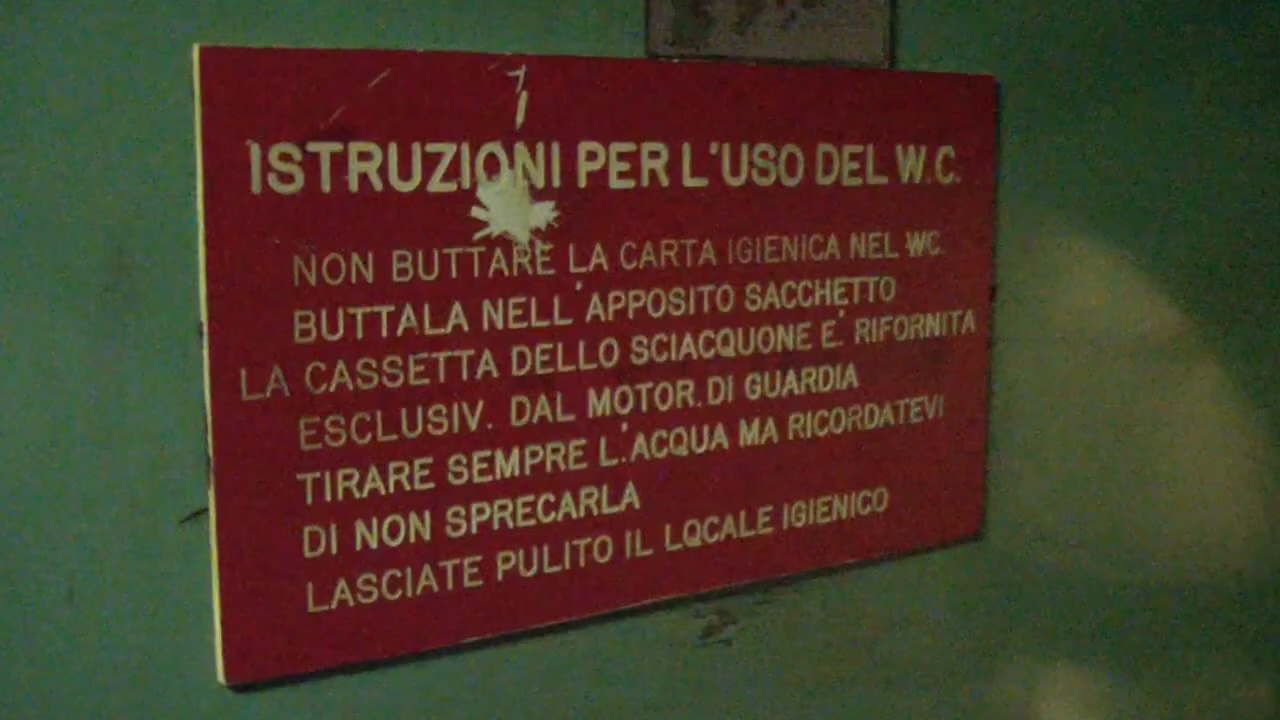 ISTRUZIONI PER L'USO DEL W.C.
NON BUTTARE LA CARTA IGIENICA NEL WC.
BUTTALA NELL'APPOSITO SACCHETTO
LA CASSETTA DELLO SCIACQUONE E' RIFORNITA
ESCLUSIV. DAL MOTOR. DI GUARDIA
TIRARE SEMPRE L'ACQUA MA RICORDATEVI
DI NON SPRECARLA
LASCIATE PULITO IL LOCALE IGIENICO